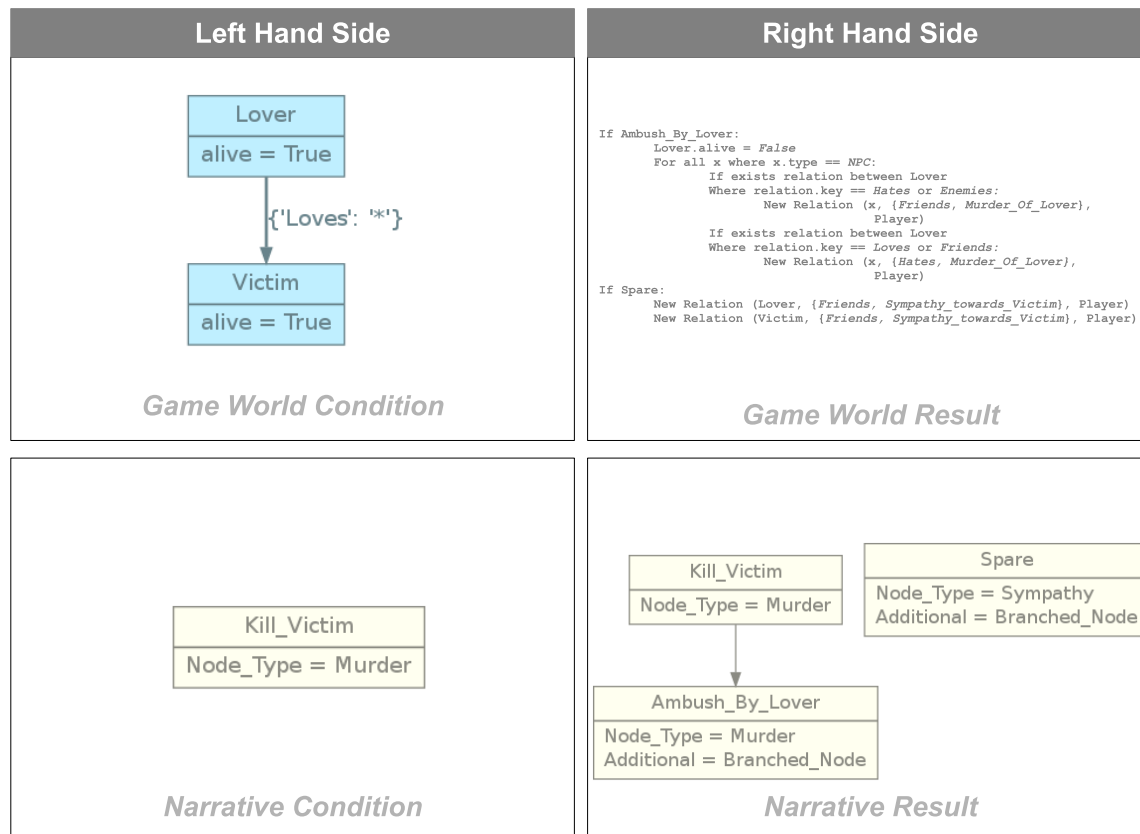 Left Hand Side
Right Hand Side
Lover
alive = True
{'Loves': '*'}
Victim
alive = True
Game World Condition
If Ambush_By_Lover:
Lover.alive = False
For all x where x.type == NPC:
If exists relation between Lover
Where relation.key == Hates or Enemies:
New Relation (x, {Friends, Murder_Of_Lover},
Player)
If exists relation between Lover
Where relation.key == Loves or Friends:
New Relation (x, {Hates, Murder_Of_Lover},
Player)
If Spare:
New Relation (Lover, {Friends, Sympathy_towards_Victim}, Player)
New Relation (Victim, {Friends, Sympathy_towards_Victim}, Player)
Game World Result
Kill_Victim
Node_Type = Murder
Narrative Condition
Kill_Victim
Node_Type = Murder
Spare
Node_Type = Sympathy
Additional = Branched_Node
Ambush_By_Lover
Node_Type = Murder
Additional = Branched_Node
Narrative Result